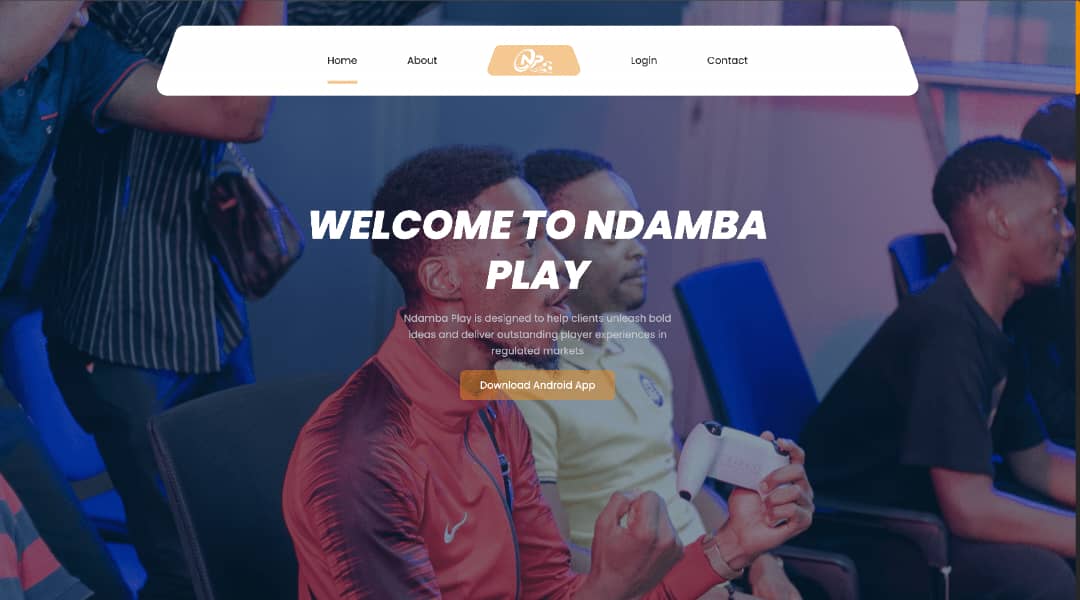 Home
About
NP
Login
Contact
WELCOME TO NDAMBA
PLAY
Ndamba Play is designed to help clients unleash bold
ideas and deliver outstanding player experiences in
regulated markets
Download Android App